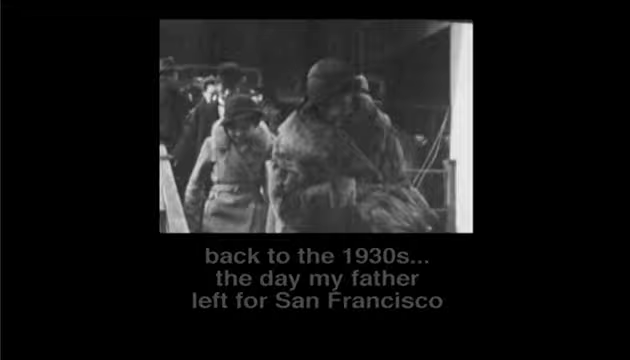 back to the 1930s...
the day my father
left for San Francisco